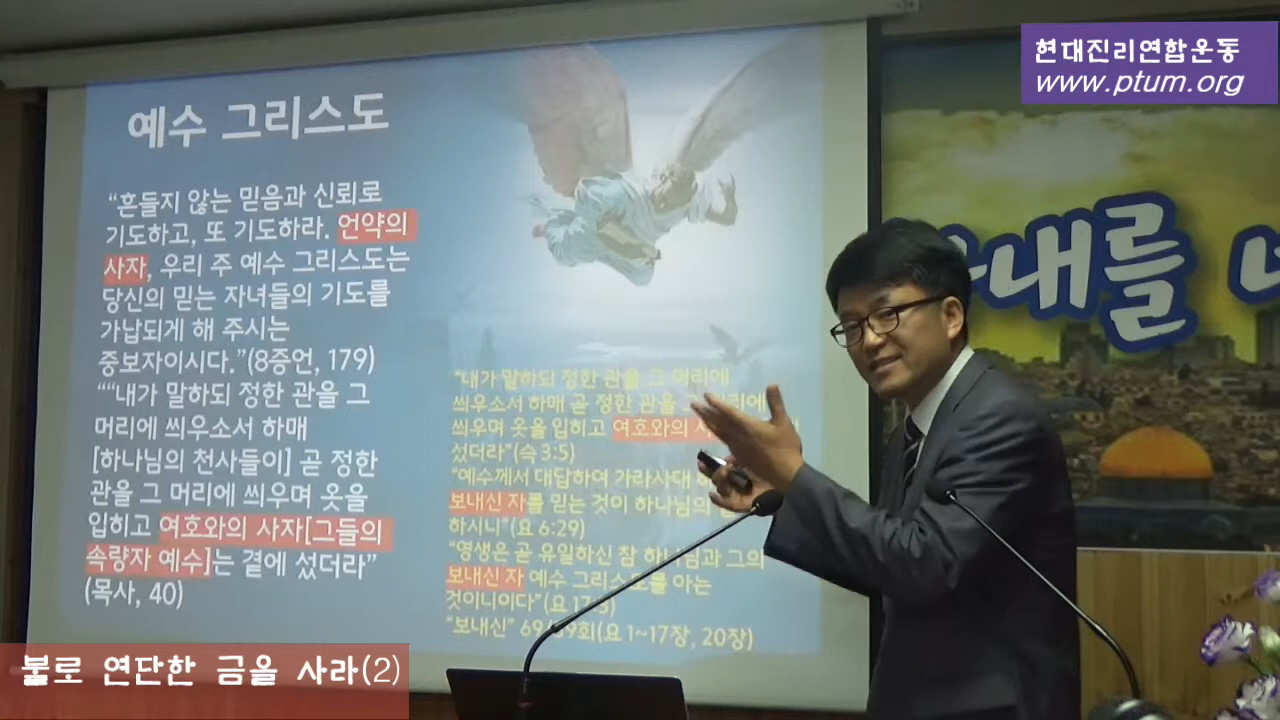 현대진리연합운동
www.ptum.org
예수 그리스도
“흔들지 않는 믿음과 신뢰로
기도하고, 또 기도하라. 언약의
사자, 우리 주 예수 그리스도는
당신의 믿는 자녀들의 기도를
가납되게 해 주시는
중보자이시다.”(8증언, 179)
““내가 말하되 정한 관을 그
머리에 씌우소서 하매
[하나님의 천사들이] 곧 정한
관을 그 머리에 씌우며 옷을
입히고 여호와의 사자[그들의
속량자 예수]는 곁에 섰더라”
(목사, 40)
“내가 말하되 정한 관을 그 머리에
씌우소서 하매 곧 정한 관을 그 머리에
씌우며 옷을 입히고 여호와의
섰더라”(슥 3:5)
“예수께서 대답하여 가라사대
보내신 자를 믿는 것이 하나님의
하시니”(요 6:29)
“영생은 곧 유일하신 참 하나님과 그의
보내신 자 예수 그리스도를 아는
것이니이다”(요 17:3)
“보내신” (요 1~17장, 20장)
내를
불로 연단한 금을 사라(2)